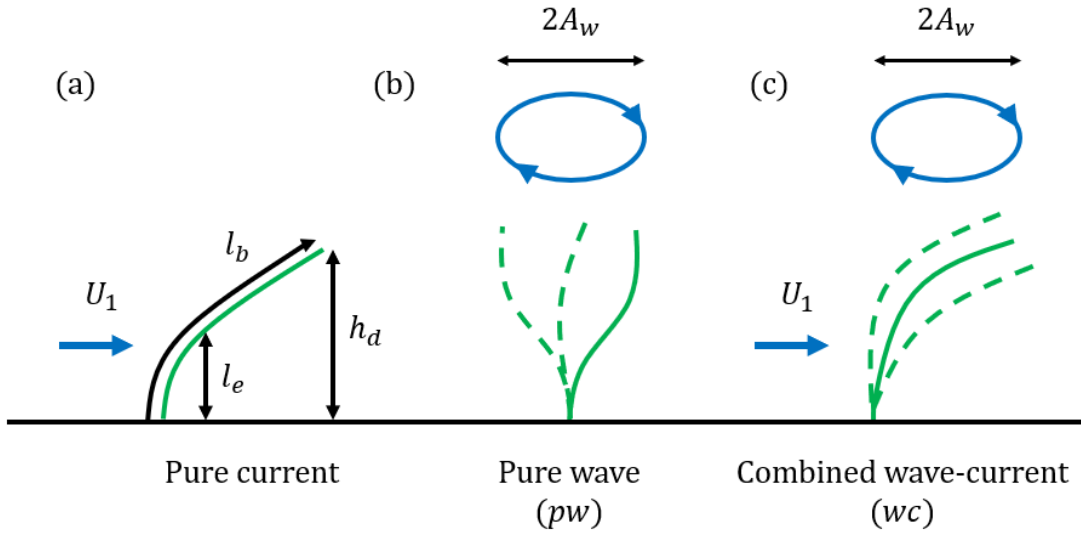 2A_w
2A_w
(a)
(b)
(c)
l_b
U_1
h_d
l_e
U_1
Pure current
Pure wave
(pw)
Combined wave-current
(wc)